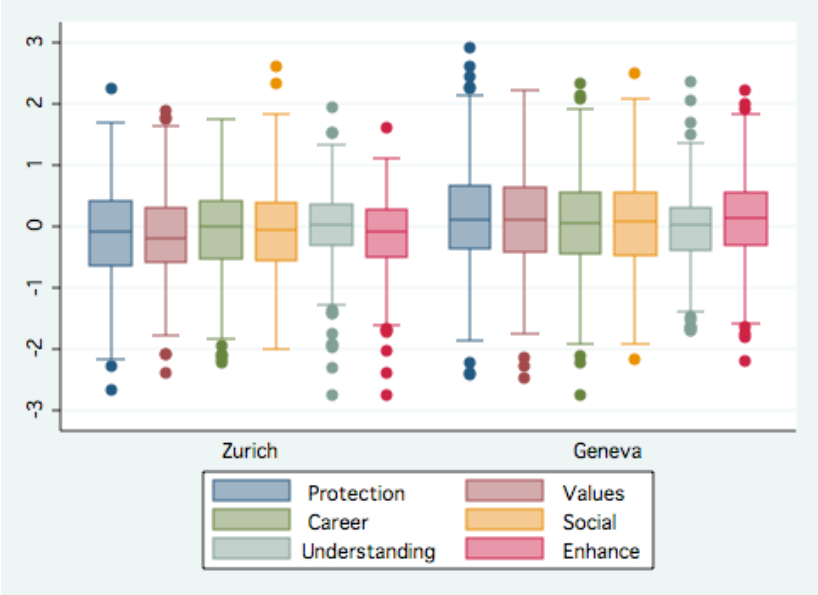 3
2
1
0
-1
-2
-3
Zurich Geneva
Protection Values
Career Social
Understanding Enhance